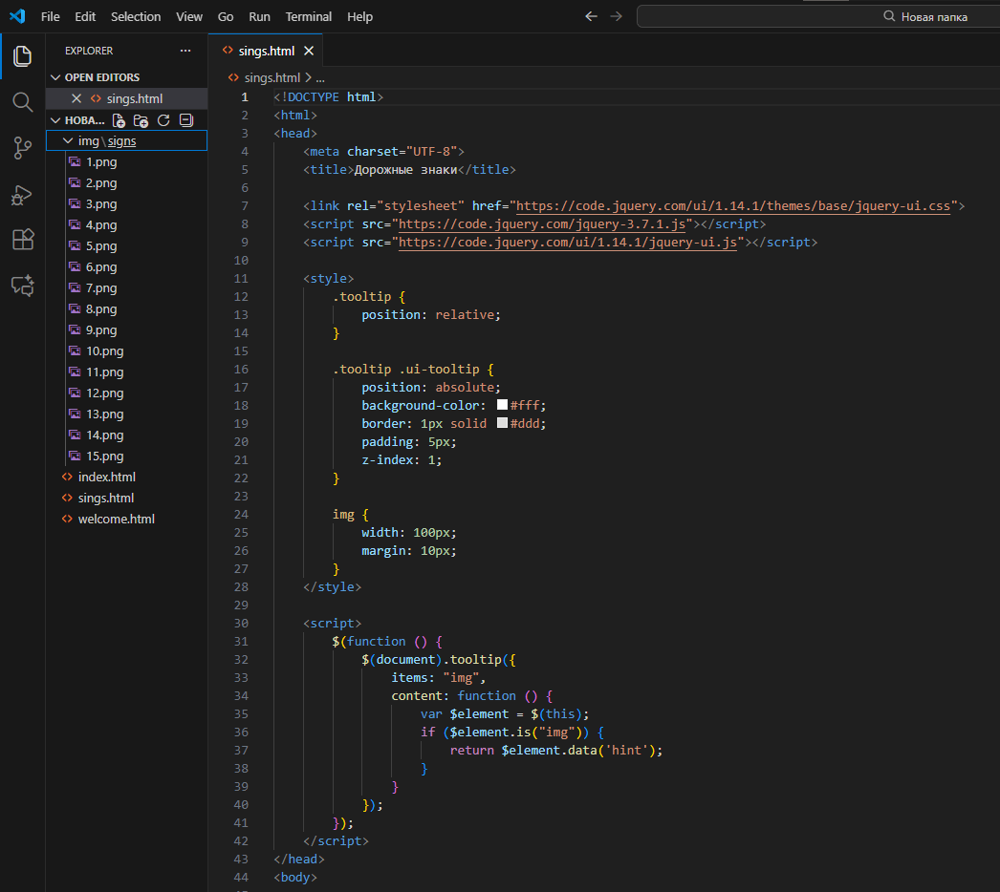 File Edit Selection View Go Run Terminal Help
Новая папка
EXPLORER
OPEN EDITORS
sings.html
НОВА...
img\signs
1.png
2.png
3.png
4.png
5.png
6.png
7.png
8.png
9.png
10.png
11.png
12.png
13.png
14.png
15.png
index.html
sings.html
welcome.html
sings.html
sings.html > ...
1 <!DOCTYPE html>
2 <html>
3 <head>
4 <meta charset="UTF-8">
5 <title>Дорожные знаки</title>
6
7 <link rel="stylesheet" href="https://code.jquery.com/ui/1.14.1/themes/base/jquery-ui.css">
8 <script src="https://code.jquery.com/jquery-3.7.1.js"></script>
9 <script src="https://code.jquery.com/ui/1.14.1/jquery-ui.js"></script>
10
11 <style>
12 .tooltip {
13 position: relative;
14 }
15
16 .tooltip .ui-tooltip {
17 position: absolute;
18 background-color: #fff;
19 border: 1px solid #ddd;
20 padding: 5px;
21 z-index: 1;
22 }
23
24 img {
25 width: 100px;
26 margin: 10px;
27 }
28 </style>
29
30 <script>
31 $(function () {
32 $(document).tooltip({
33 items: "img",
34 content: function () {
35 var $element = $(this);
36 if ($element.is("img")) {
37 return $element.data('hint');
38 }
39 }
40 });
41 });
42 </script>
43 </head>
44 <body>